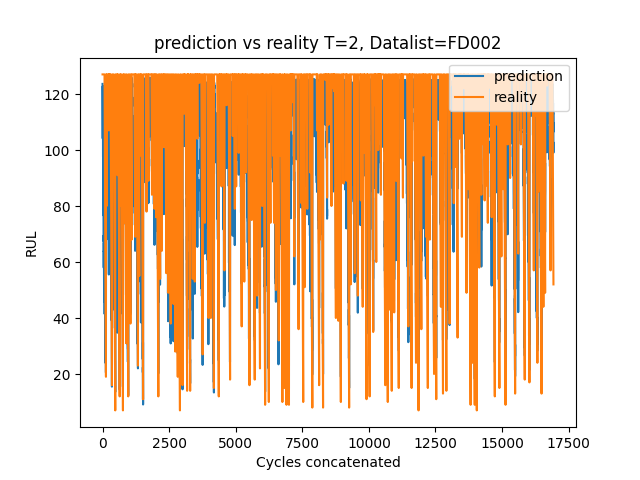 prediction vs reality T=2, Datalist=FD002
prediction
reality
RUL
120
100
80
60
40
20
0
2500
5000
7500
10000
12500
15000
17500
Cycles concatenated